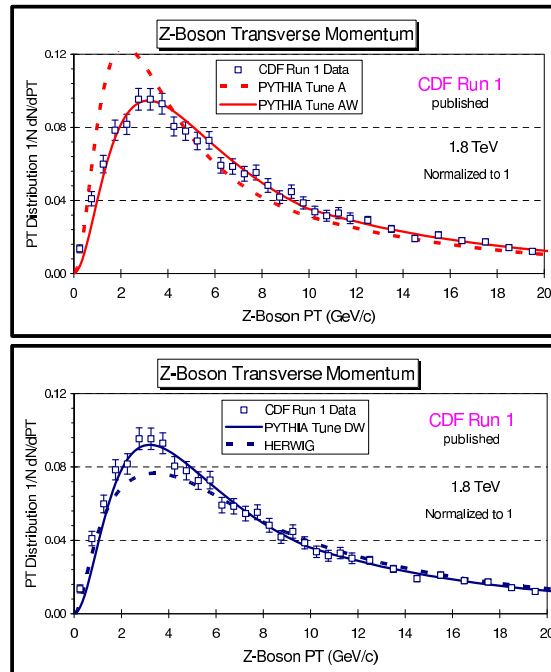 Z-Boson Transverse Momentum
0.12
0.08
0.04
0.00
PT Distribution 1/N dN/dPT
CDF Run 1 Data
PYTHIA Tune A
PYTHIA Tune AW
CDF Run 1
published
1.8 TeV
Normalized to 1
0 2 4 6 8 10 12 14 16 18 20
Z-Boson PT (GeV/c)
Z-Boson Transverse Momentum
0.12
0.08
0.04
0.00
PT Distribution 1/N dN/dPT
CDF Run 1 Data
PYTHIA Tune DW
HERWIG
CDF Run 1
published
1.8 TeV
Normalized to 1
0 2 4 6 8 10 12 14 16 18 20
Z-Boson PT (GeV/c)